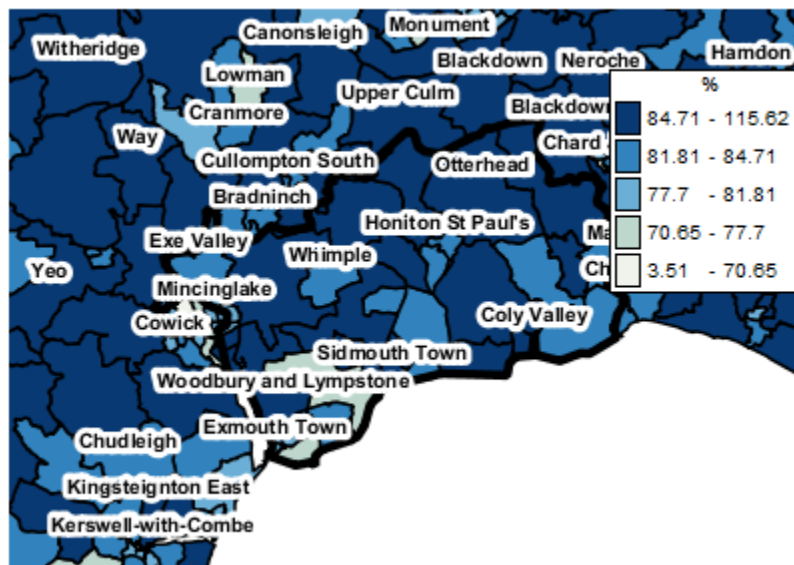 Canonsleigh
Monument
Witheridge
Blackdown
Neroche
Hamdon
Lowman
Upper Culm
Cranmore
Blackdown
Way
Chard
Cullompton South
Otterhead
Bradninch
Honiton St Paul's
Exe Valley
Whimple
Yeo
Mincinglake
Cowick
Coly Valley
Sidmouth Town
Woodbury and Lympstone
Exmouth Town
Chudleigh
Kingsteignton East
Kerswell-with-Combe
%
84.71 - 115.62
81.81 - 84.71
77.7 - 81.81
70.65 - 77.7
3.51 - 70.65